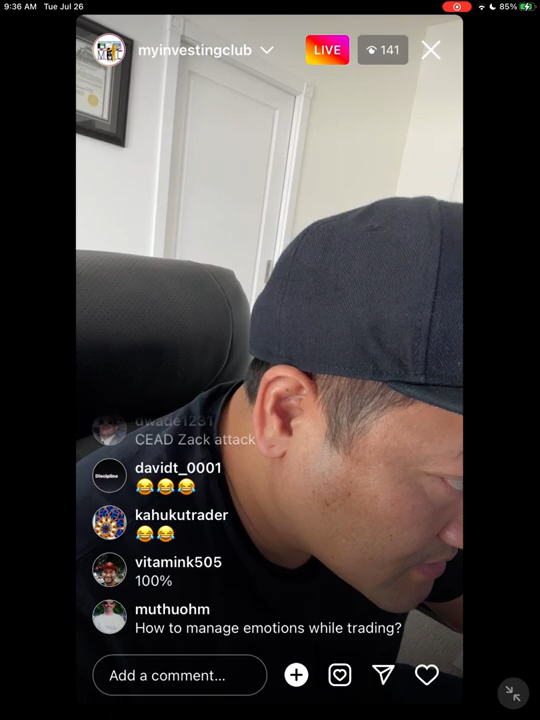 9:36 AM Tue Jul 26
85%
myinvestingclub
LIVE
141
dwade1231
CEAD Zack attack
davidt_0001
😂😂😂
kahukutrader
😂😂
vitamink505
100%
muthuohm
How to manage emotions while trading?
Add a comment...